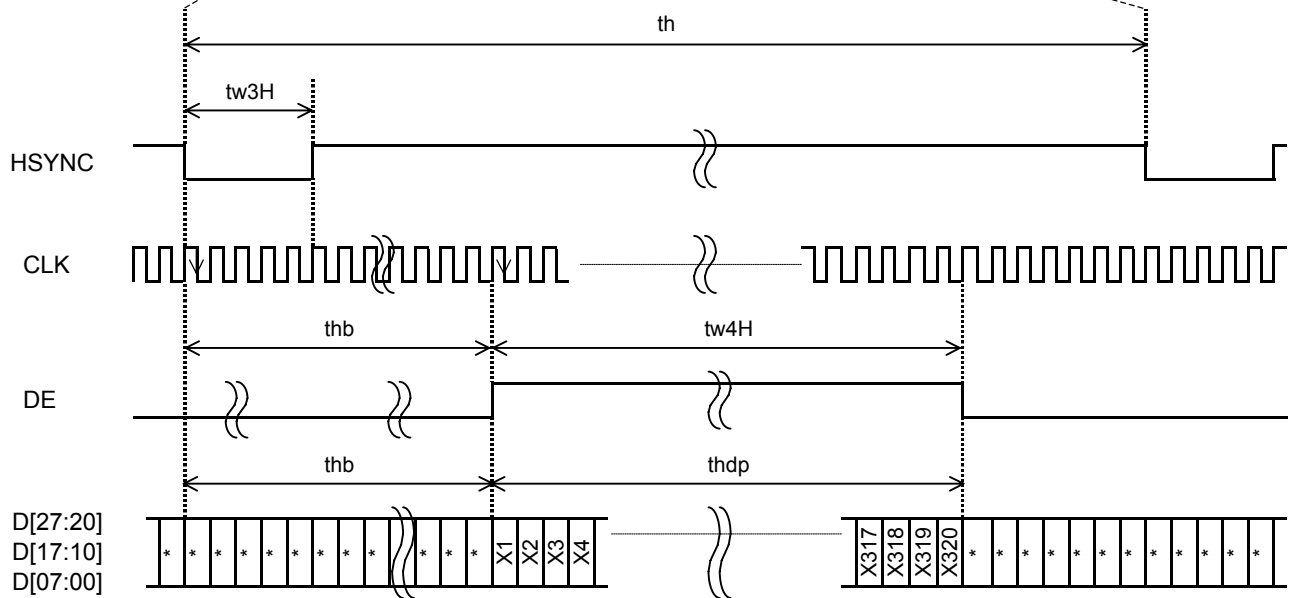 th
tw3H
HSYNC
CLK
thb tw4H
DE
thb thdp
D[27:20]
D[17:10]
D[07:00]
* * * * * * * * * * * * X1 X2 X3 X4 X317 X318 X319 X320 * * * * * * * * * * * *